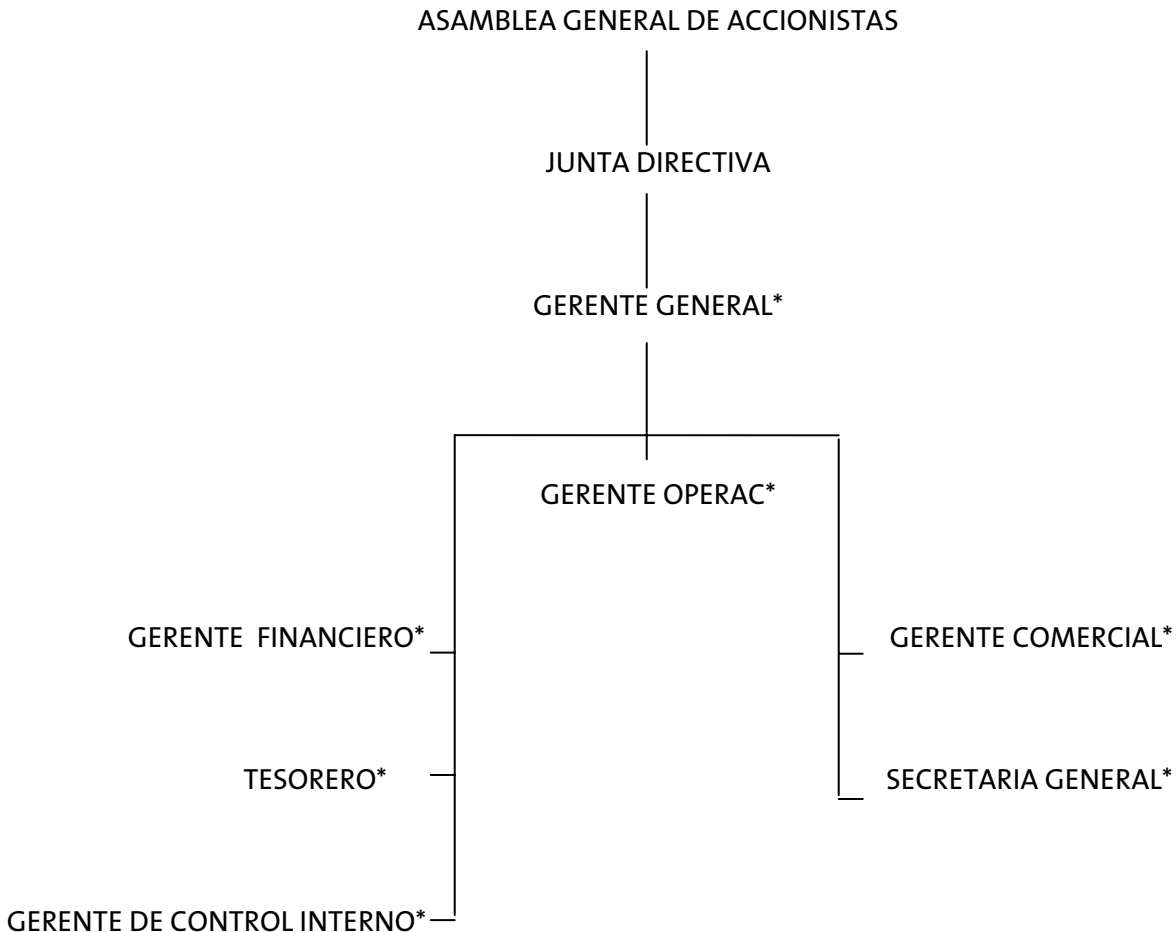 ASAMBLEA GENERAL DE ACCIONISTAS
JUNTA DIRECTIVA
GERENTE GENERAL*
GERENTE OPERAC*
GERENTE FINANCIERO*
GERENTE COMERCIAL*
TESORERO*
SECRETARIA GENERAL*
GERENTE DE CONTROL INTERNO*